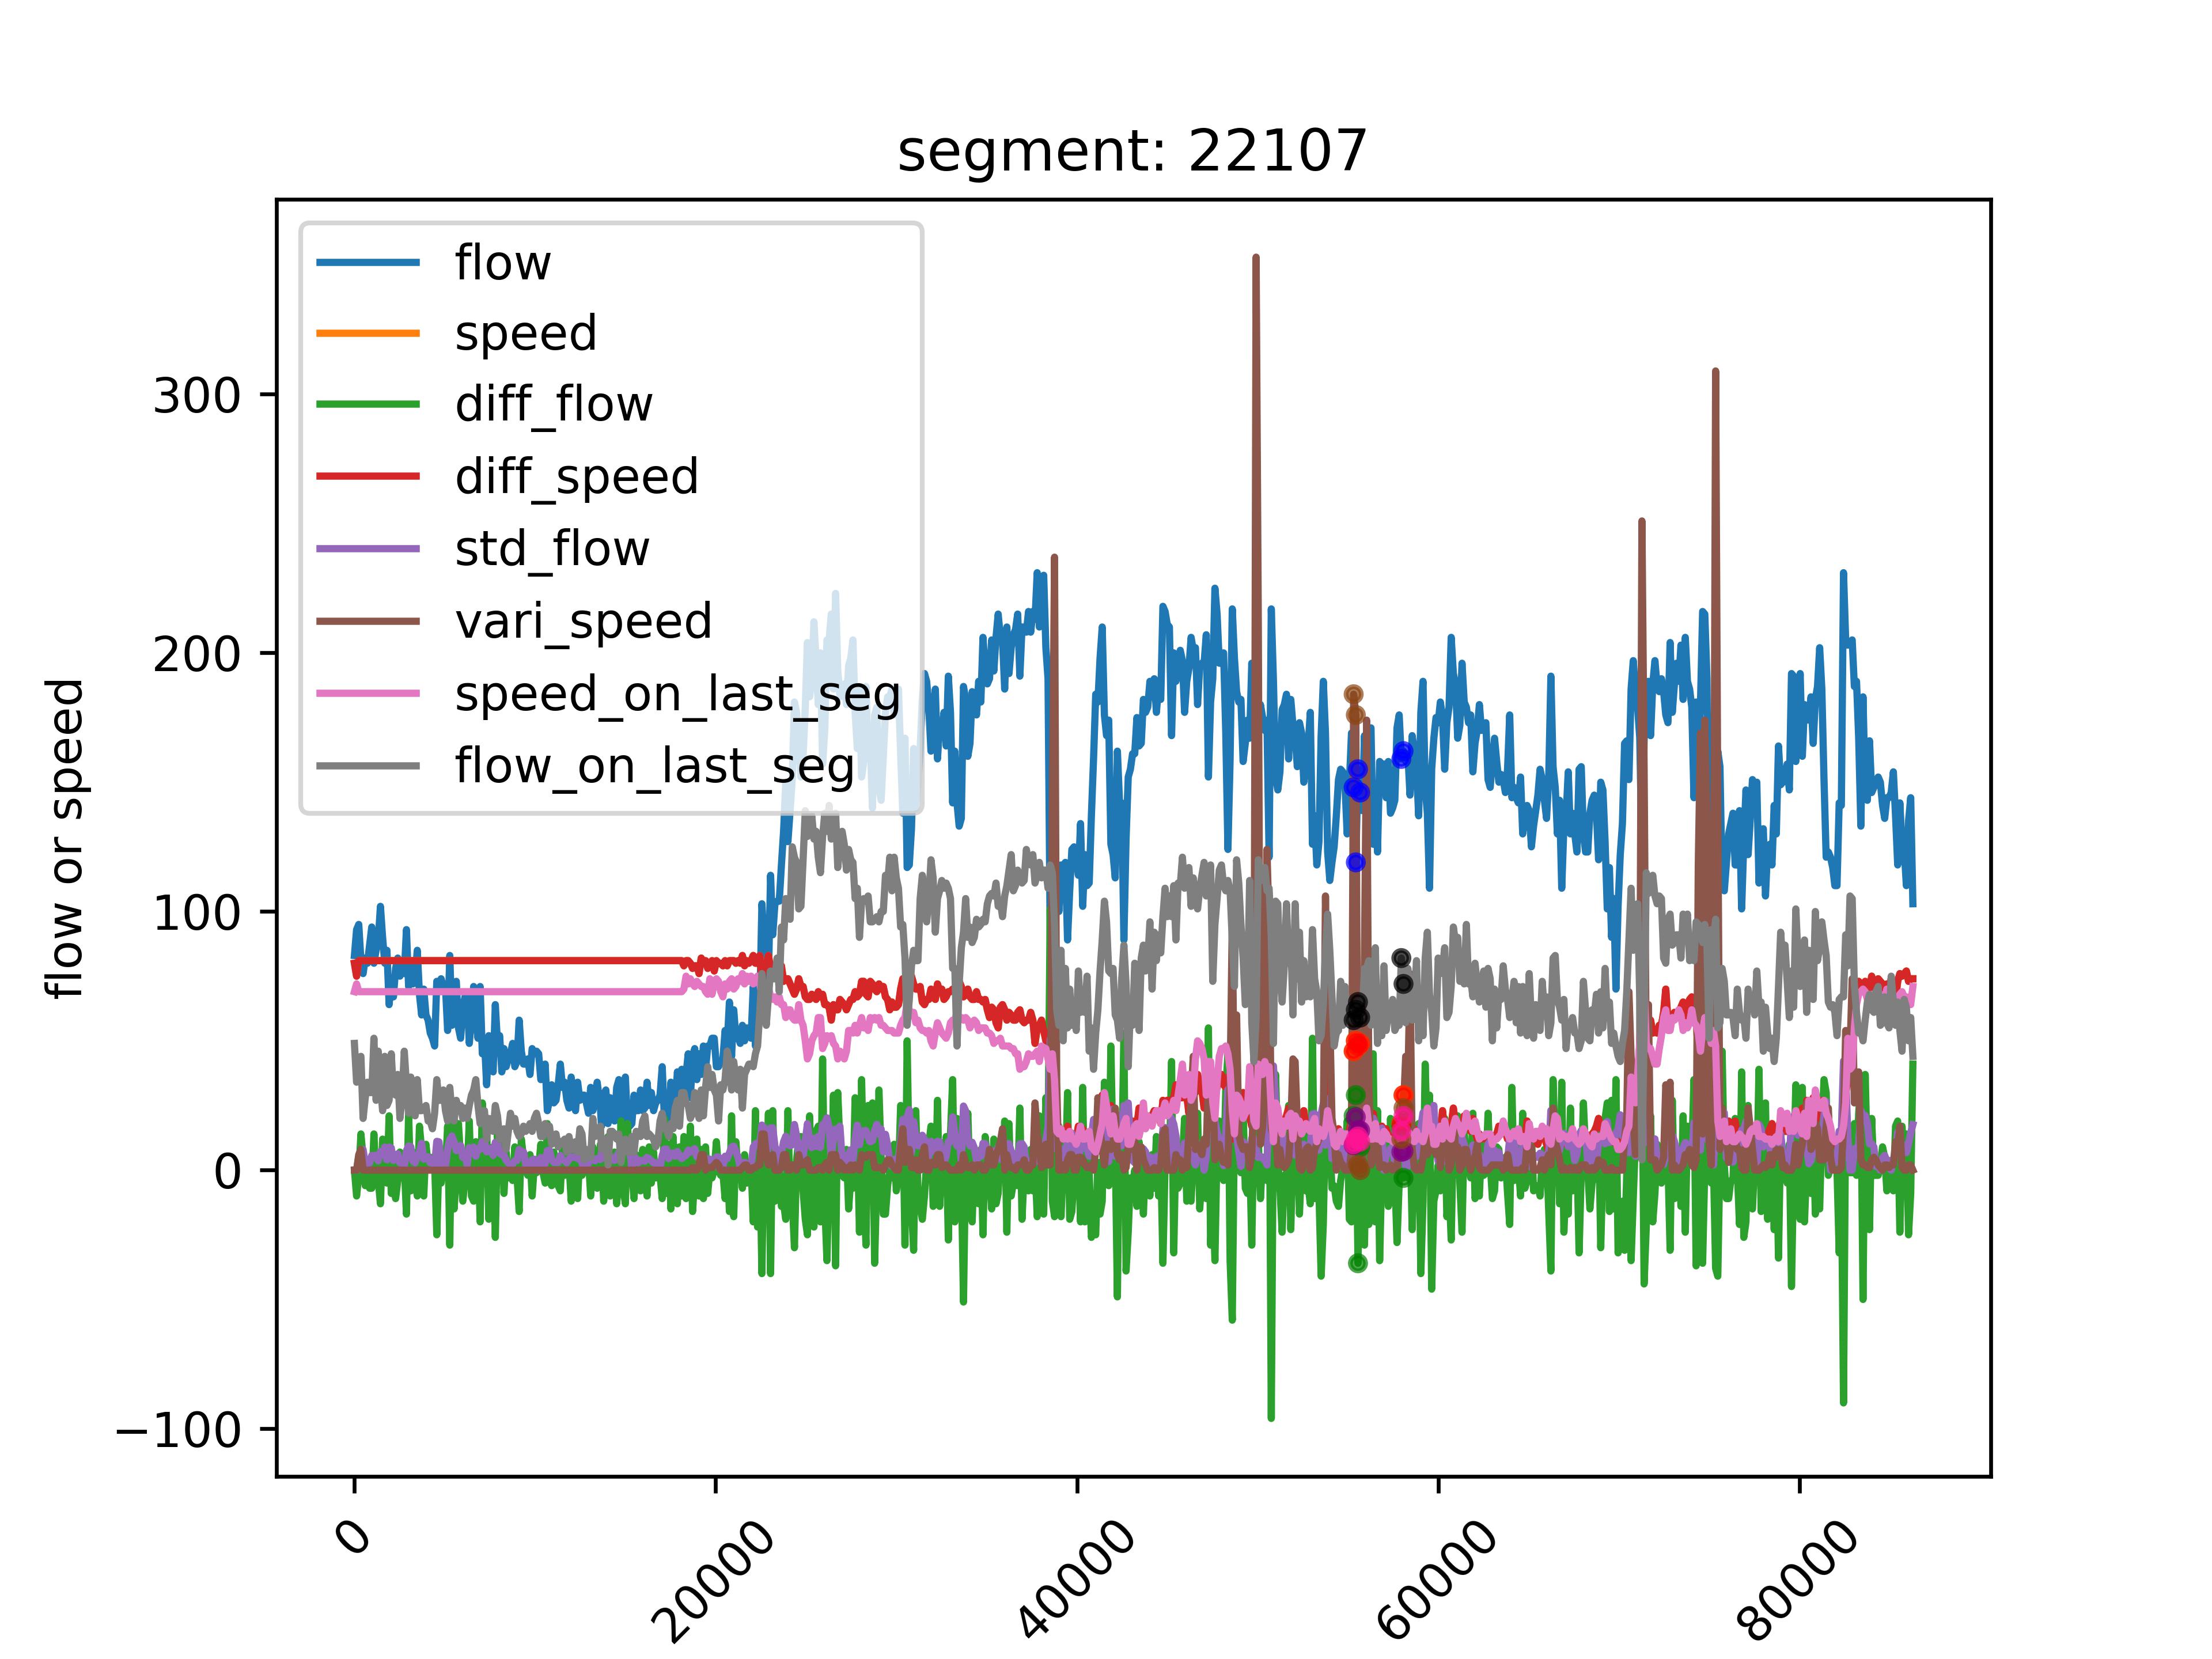 segment: 22107
flow
speed
diff_flow
diff_speed
std_flow
vari_speed
speed_on_last_seg
flow_on_last_seg
flow or speed
300
200
100
0
−100
0
20000
40000
60000
80000